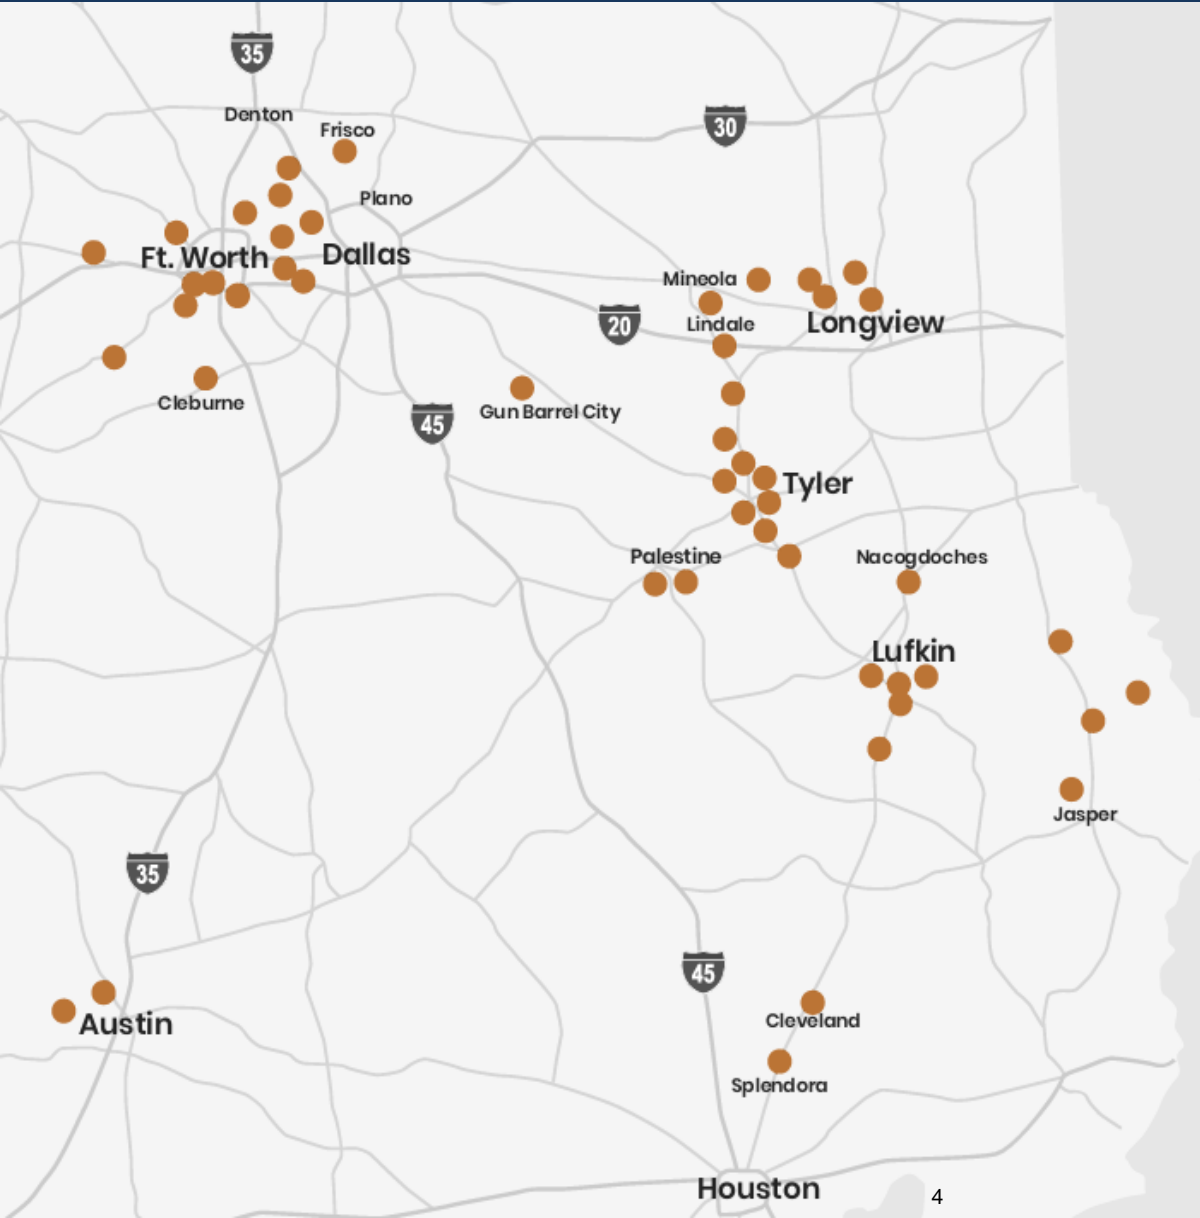 35
Denton
Frisco
30
Plano
Ft. Worth
Dallas
Mineola
Lindale
20
Longview
Cleburne
Gun Barrel City
45
Tyler
Palestine
Nacogdoches
Lufkin
Jasper
35
45
Austin
Cleveland
Splendora
Houston
4